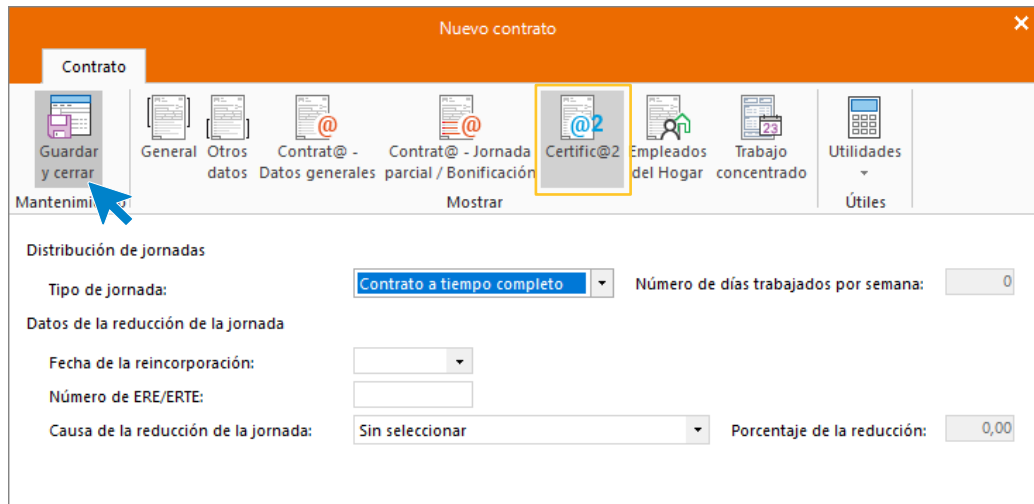 Nuevo contrato
Contrato
Guardar y cerrar
General
Otros datos
Contrat@ - Datos generales
Contrat@ - Jornada parcial / Bonificación
Certific@2
Empleados del Hogar
Trabajo concentrado
Utilidades
Mostrar
Útiles
Distribución de jornadas
Tipo de jornada: Contrato a tiempo completo Número de días trabajados por semana: 0
Datos de la reducción de la jornada
Fecha de la reincorporación:
Número de ERE/ERTE:
Causa de la reducción de la jornada: Sin seleccionar Porcentaje de la reducción: 0,00